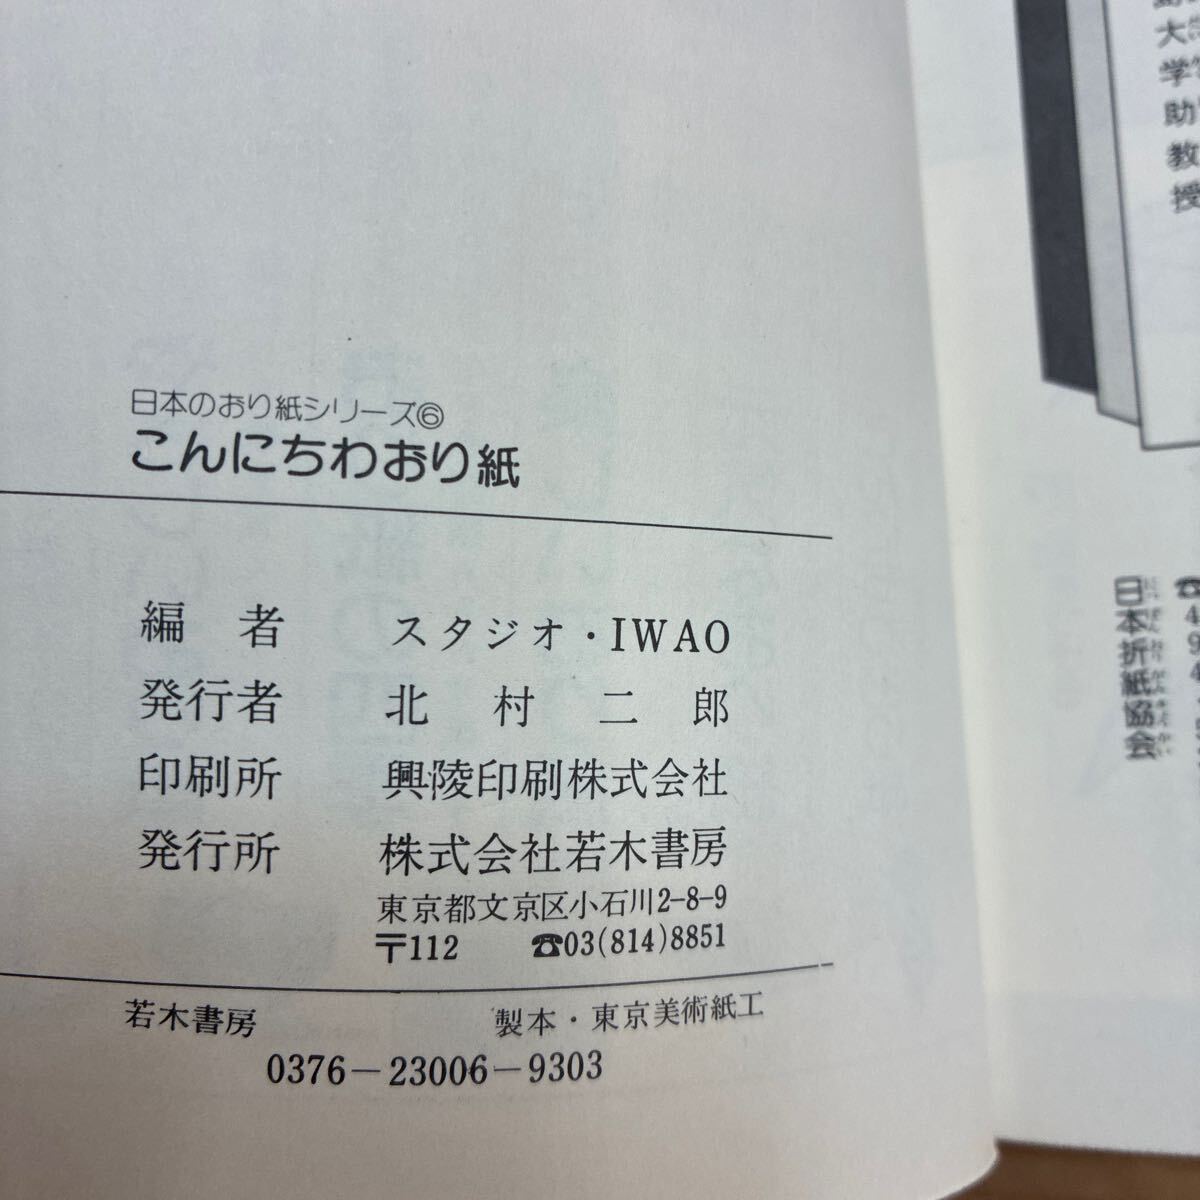 日本のおり紙シリーズ⑥
こんにちわおり紙
編者 スタジオ・IWAO
発行者 北村二郎
印刷所 興陵印刷株式会社
発行所 株式会社若木書房
東京都文京区小石川2-8-9
〒112 ☎03(814)8851
若木書房 製本・東京美術紙工
0376-23006-9303
大
学
助
教
授
☎494
日本折紙協会